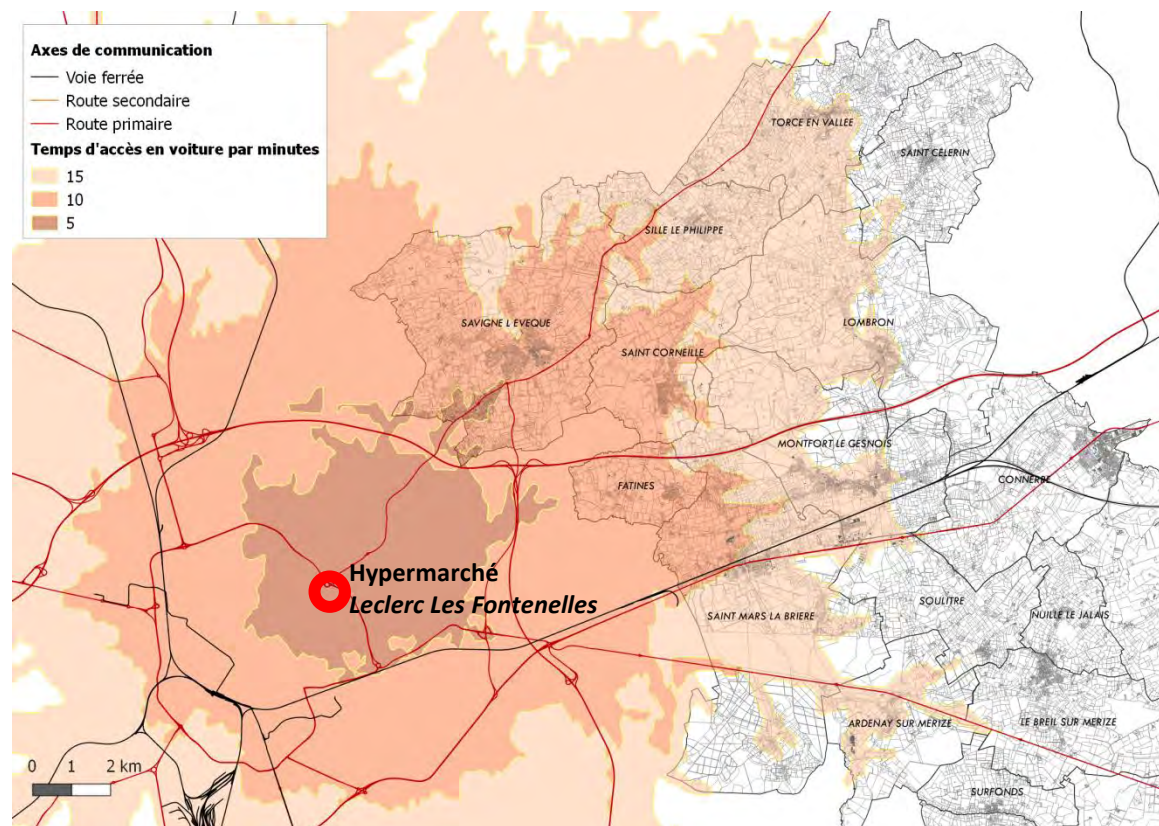 Axes de communication
Voie ferrée
Route secondaire
Route primaire
Temps d'accès en voiture par minutes
15
10
5
TORCE EN VALLEE
SAINT CELERIN
SILLE LE PHILIPPE
SAVIGNE L EVEQUE
LOMBRON
SAINT CORNEILLE
MONTFORT LE GESNOIS
CONNERRE
FATINES
Hypermarché
Leclerc Les Fontenelles
SOULITRE
SAINT MARS LA BRIERE
NUILLE LE JALAIS
ARDENAY SUR MERIZE
LE BREIL SUR MERIZE
0 1 2 km
SURFONDS